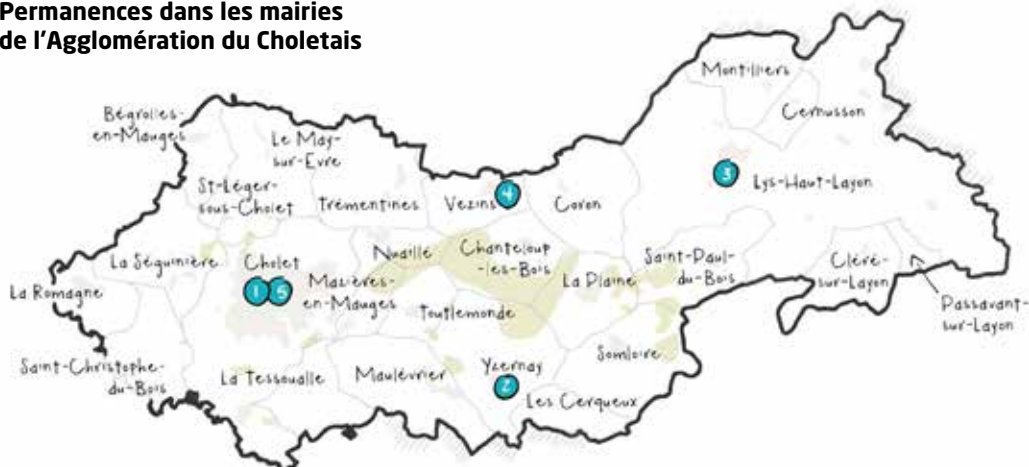 Permanences dans les mairies
de l'Agglomération du Choletais
Montilliers
Cernusson
Bégrolles-
en-Mauges
Le May-
sur-Evre
3
Lys-Haut-Layon
St-Léger-
sous-Cholet
Trémentines
Vezins
4
Coron
La Séguinière
Cholet
Nuaillé
Chanteloup
-les-Bois
La Plaine
Saint-Paul-
du-Bois
Cléré-
sur-Layon
La Romagne
1
5
Mazières-
en-Mauges
Toutlemonde
Passavant-
sur-Layon
Saint-Christophe-
du-Bois
La Tessoualle
Maulévrier
Yzernay
2
Somloire
Les Cerqueux